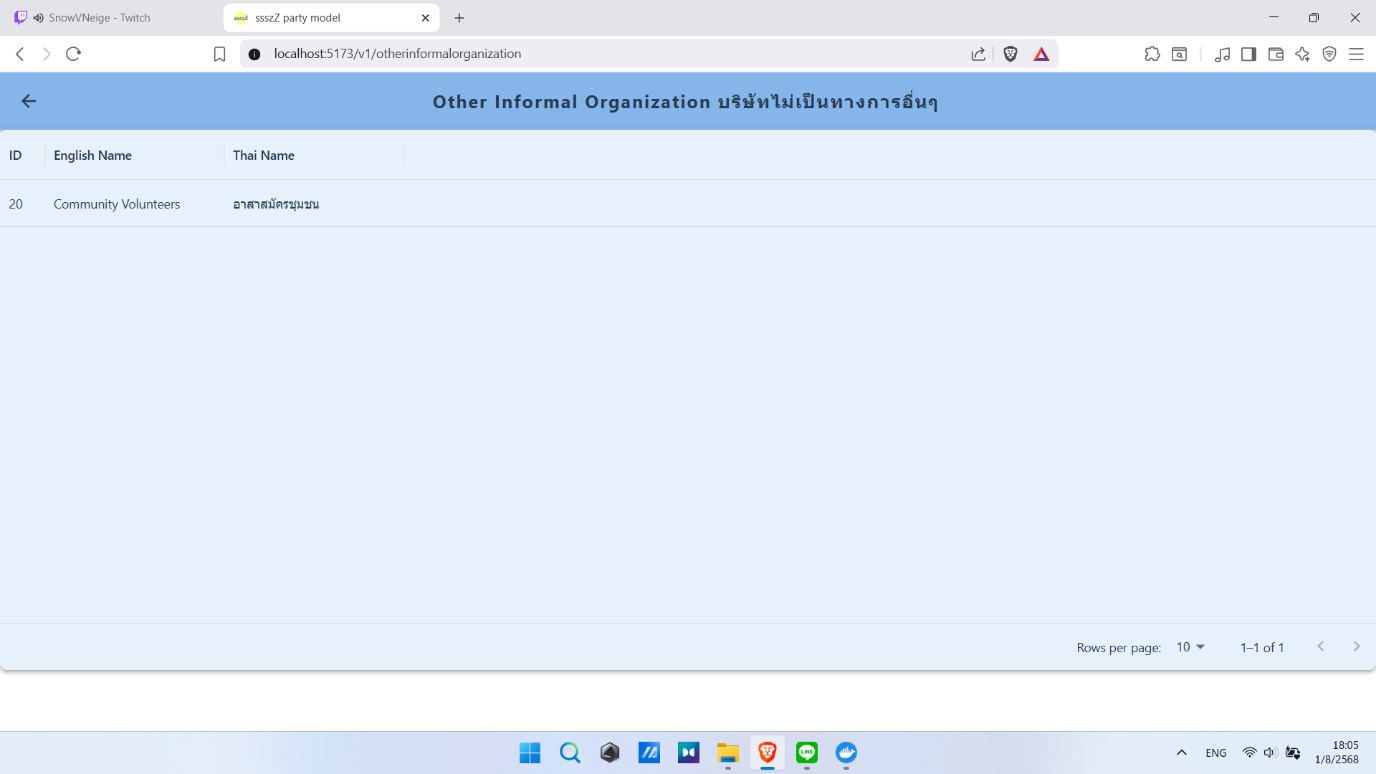 SnowVNeige - Twitch
ssszZ
ssszZ party model
localhost:5173/v1/otherinformalorganization
Other Informal Organization บริษัทไม่เป็นทางการอื่นๆ
ID English Name Thai Name
20 Community Volunteers อาสาสมัครชุมชน
Rows per page: 10 1–1 of 1
LINE
ENG
18:05
1/8/2568